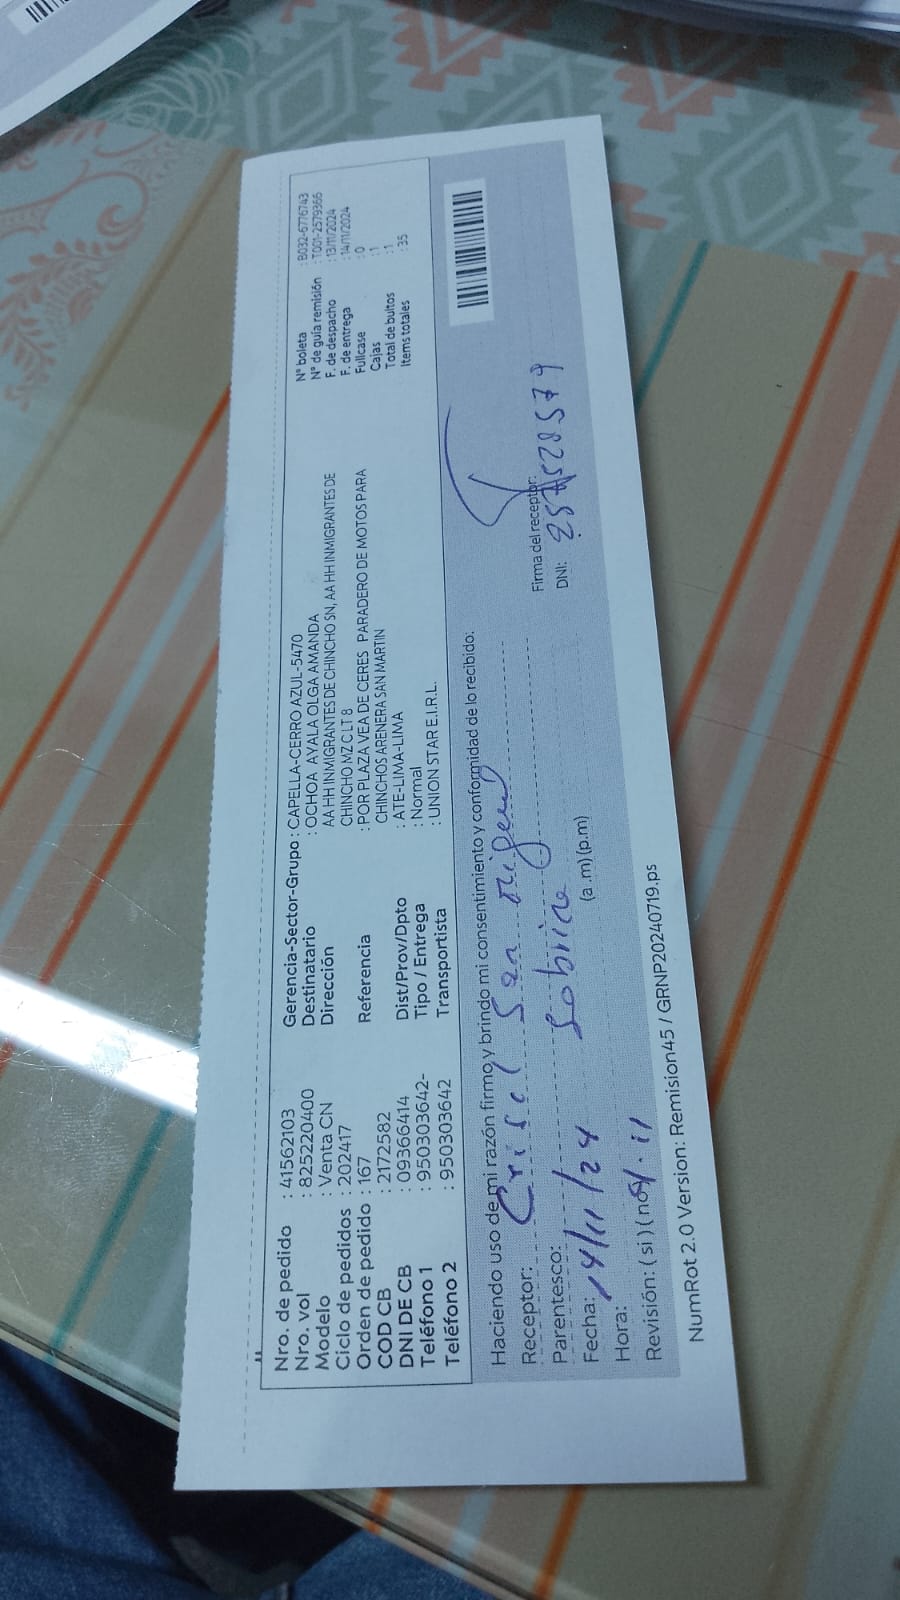 Nro. de pedido : 41562103
Nro. vol : 825220400
Modelo : Venta CN
Ciclo de pedidos : 202417
Orden de pedido : 167
COD CB : 2172582
DNI DE CB : 09366414
Teléfono 1 : 950303642-
Teléfono 2 : 950303642
Gerencia-Sector-Grupo : CAPELLA-CERRO AZUL-5470
Destinatario : OCHOA AYALA OLGA AMANDA
Dirección : AA HH INMIGRANTES DE CHINCHO SN, AA HH INMIGRANTES DE
CHINCHO MZ C LT 8
Referencia : POR PLAZA VEA DE CERES PARADERO DE MOTOS PARA
CHINCHOS ARENERA SAN MARTIN
Dist/Prov/Dpto : ATE-LIMA-LIMA
Tipo / Entrega : Normal
Transportista : UNION STAR E.I.R.L.
N° boleta : B032-6776743
N° de guía remisión : T001-2579366
F. de despacho : 13/11/2024
F. de entrega : 14/11/2024
Fullcase : 0
Cajas : 1
Total de bultos : 1
Items totales : 35
Haciendo uso de mi razón firmo y brindo mi consentimiento y conformidad de lo recibido:
Receptor: Crisel San Miguel
Parentesco: Sobrina
Fecha: 14/11/24
Hora: (a .m) (p.m)
Revisión: ( si ) ( no )
Firma del receptor:
DNI:
NumRot 2.0 Version: Remision45 / GRNP20240719.ps